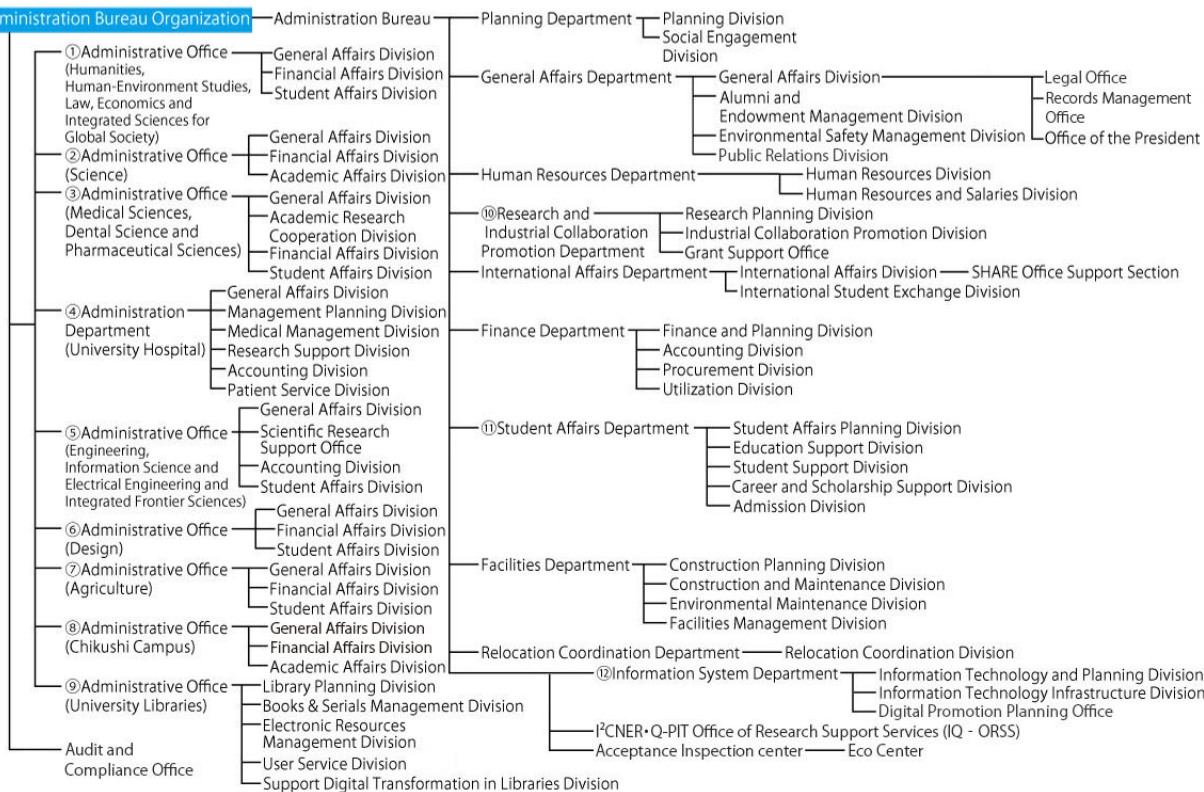 ministration Bureau Organization
Administration Bureau
①Administrative Office
(Humanities,
Human-Environment Studies,
Law, Economics and
Integrated Sciences for
Global Society)
General Affairs Division
Financial Affairs Division
Student Affairs Division
②Administrative Office
(Science)
General Affairs Division
Financial Affairs Division
Academic Affairs Division
③Administrative Office
(Medical Sciences,
Dental Science and
Pharmaceutical Sciences)
General Affairs Division
Academic Research
Cooperation Division
Financial Affairs Division
Student Affairs Division
④Administration
Department
(University Hospital)
General Affairs Division
Management Planning Division
Medical Management Division
Research Support Division
Accounting Division
Patient Service Division
⑤Administrative Office
(Engineering,
Information Science and
Electrical Engineering and
Integrated Frontier Sciences)
General Affairs Division
Scientific Research
Support Office
Accounting Division
Student Affairs Division
⑥Administrative Office
(Design)
General Affairs Division
Financial Affairs Division
Student Affairs Division
⑦Administrative Office
(Agriculture)
General Affairs Division
Financial Affairs Division
Student Affairs Division
⑧Administrative Office
(Chikushi Campus)
General Affairs Division
Financial Affairs Division
Academic Affairs Division
⑨Administrative Office
(University Libraries)
Library Planning Division
Books & Serials Management Division
Electronic Resources
Management Division
User Service Division
Support Digital Transformation in Libraries Division
Audit and
Compliance Office
Planning Department
Planning Division
Social Engagement
Division
General Affairs Department
General Affairs Division
Legal Office
Records Management
Office
Office of the President
Alumni and
Endowment Management Division
Environmental Safety Management Division
Public Relations Division
Human Resources Department
Human Resources Division
Human Resources and Salaries Division
⑩Research and
Industrial Collaboration
Promotion Department
Research Planning Division
Industrial Collaboration Promotion Division
Grant Support Office
International Affairs Department
International Affairs Division
SHARE Office Support Section
International Student Exchange Division
Finance Department
Finance and Planning Division
Accounting Division
Procurement Division
Utilization Division
⑪Student Affairs Department
Student Affairs Planning Division
Education Support Division
Student Support Division
Career and Scholarship Support Division
Admission Division
Facilities Department
Construction Planning Division
Construction and Maintenance Division
Environmental Maintenance Division
Facilities Management Division
Relocation Coordination Department
Relocation Coordination Division
⑫Information System Department
Information Technology and Planning Division
Information Technology Infrastructure Division
Digital Promotion Planning Office
I²CNER・Q-PIT Office of Research Support Services (IQ - ORSS)
Acceptance Inspection center
Eco Center